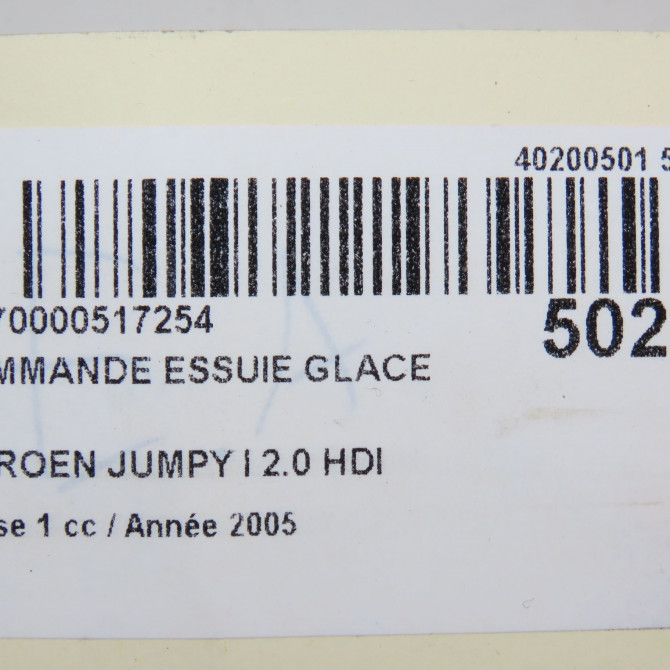 40200501 5
70000517254
502
MMANDE ESSUIE GLACE
ROEN JUMPY I 2.0 HDI
se 1 cc / Année 2005